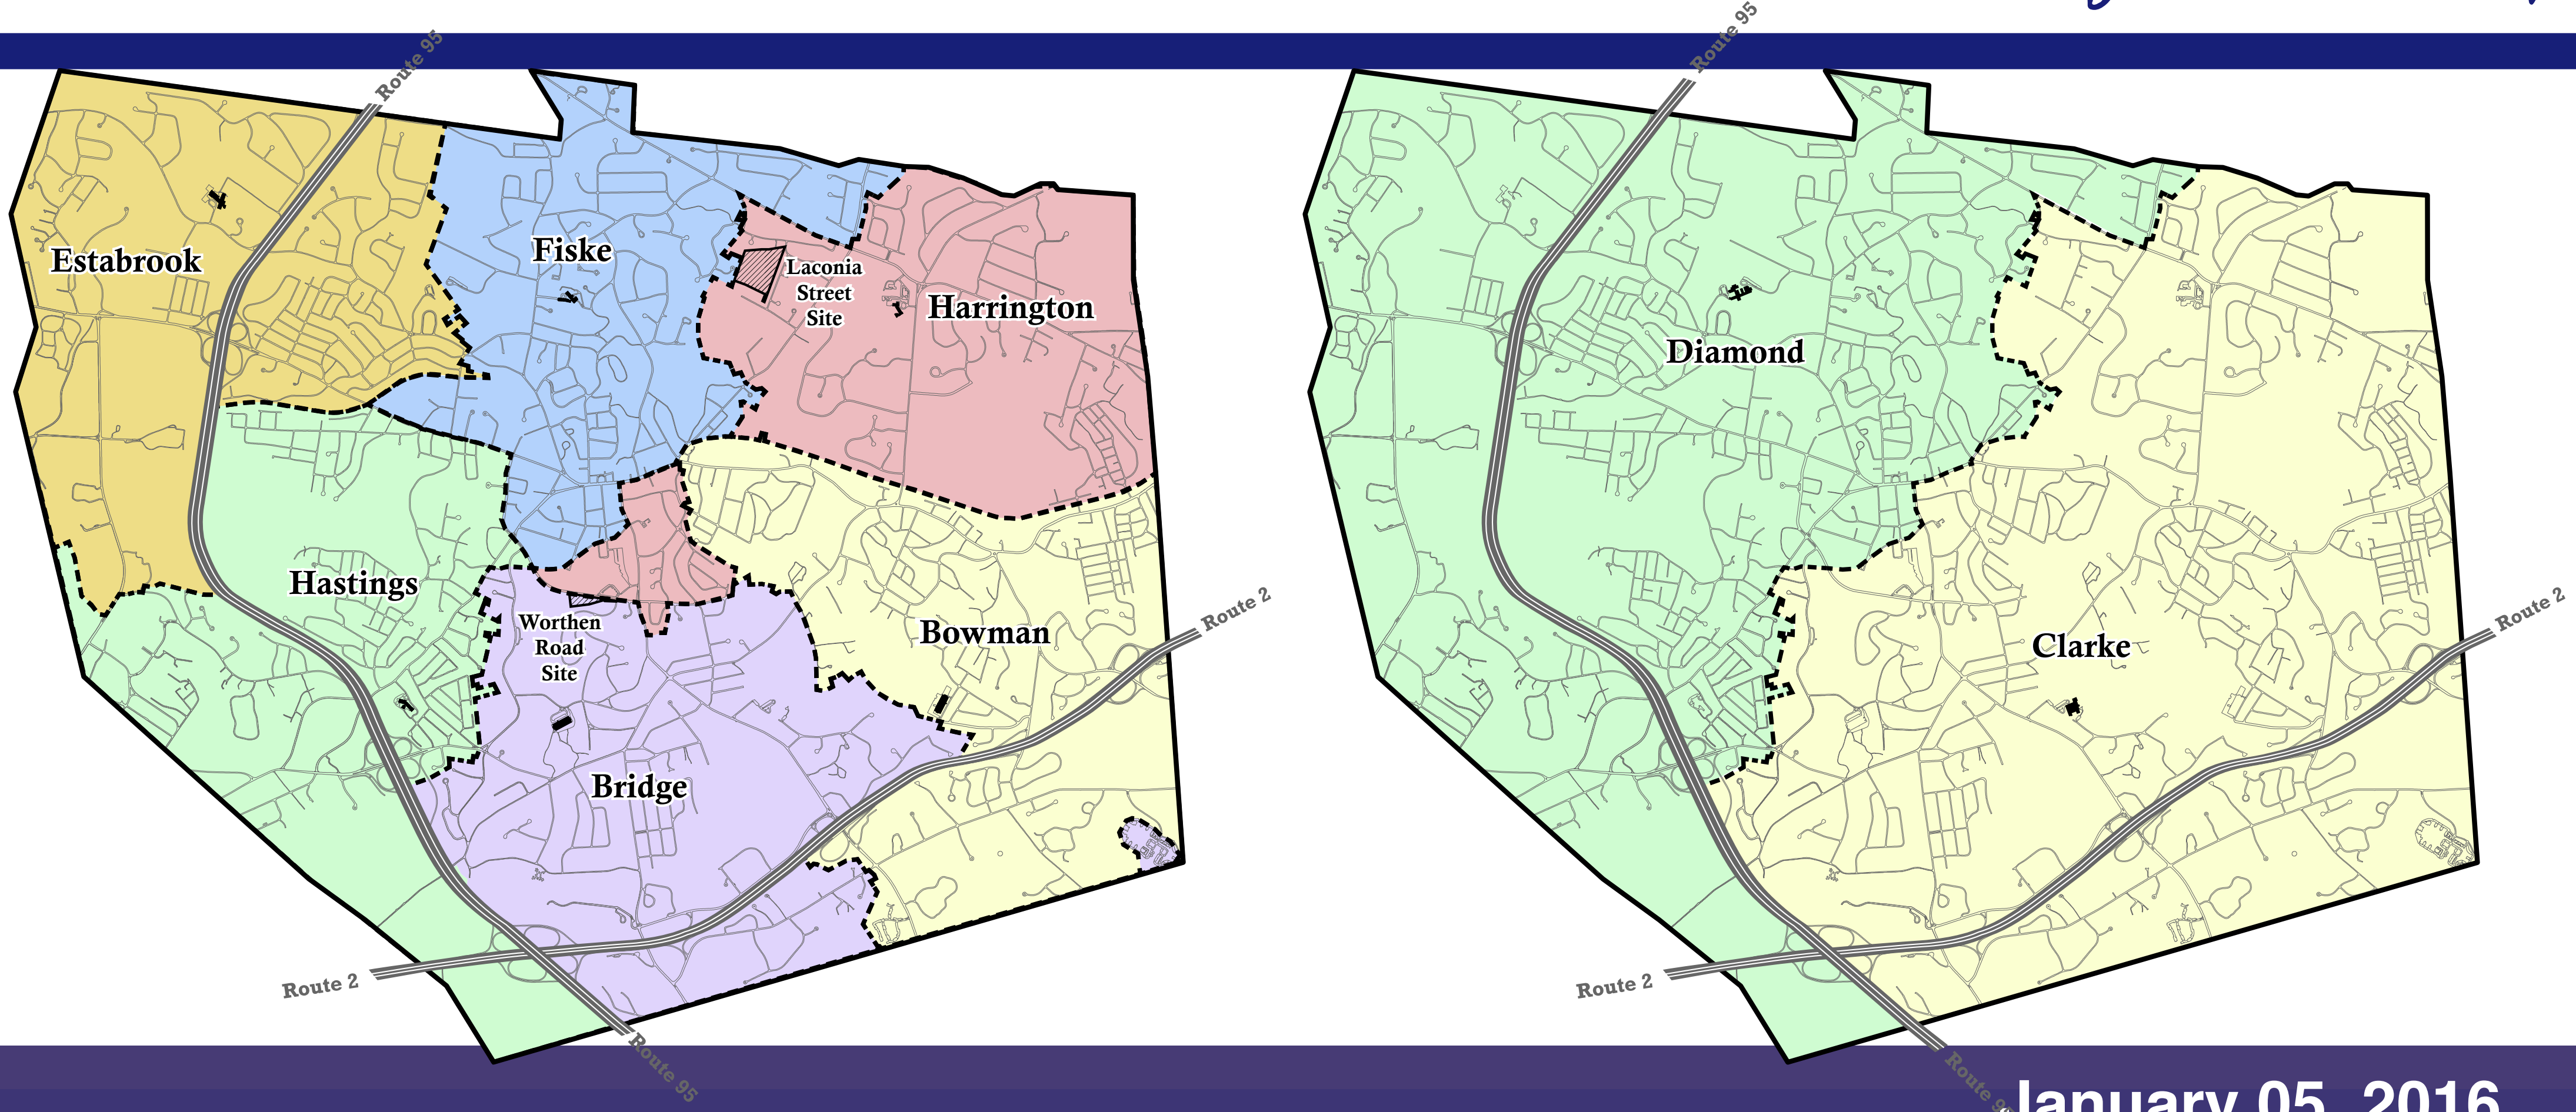 Route 95
Route 95
Estabrook
Fiske
Laconia
Street
Site
Harrington
Diamond
Hastings
Worthen
Road
Site
Bowman
Route 2
Clarke
Route 2
Bridge
Route 2
Route 2
Route 95
Route 9
January 05, 2016